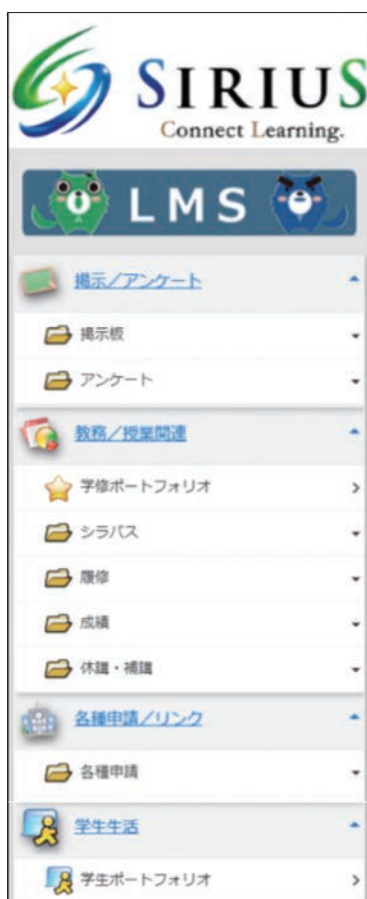 SIRIUS
Connect Learning.
LMS
掲示／アンケート
掲示板
アンケート
教務／授業関連
学修ポートフォリオ
シラバス
履修
成績
休講・補講
各種申請／リンク
各種申請
学生生活
学生ポートフォリオ